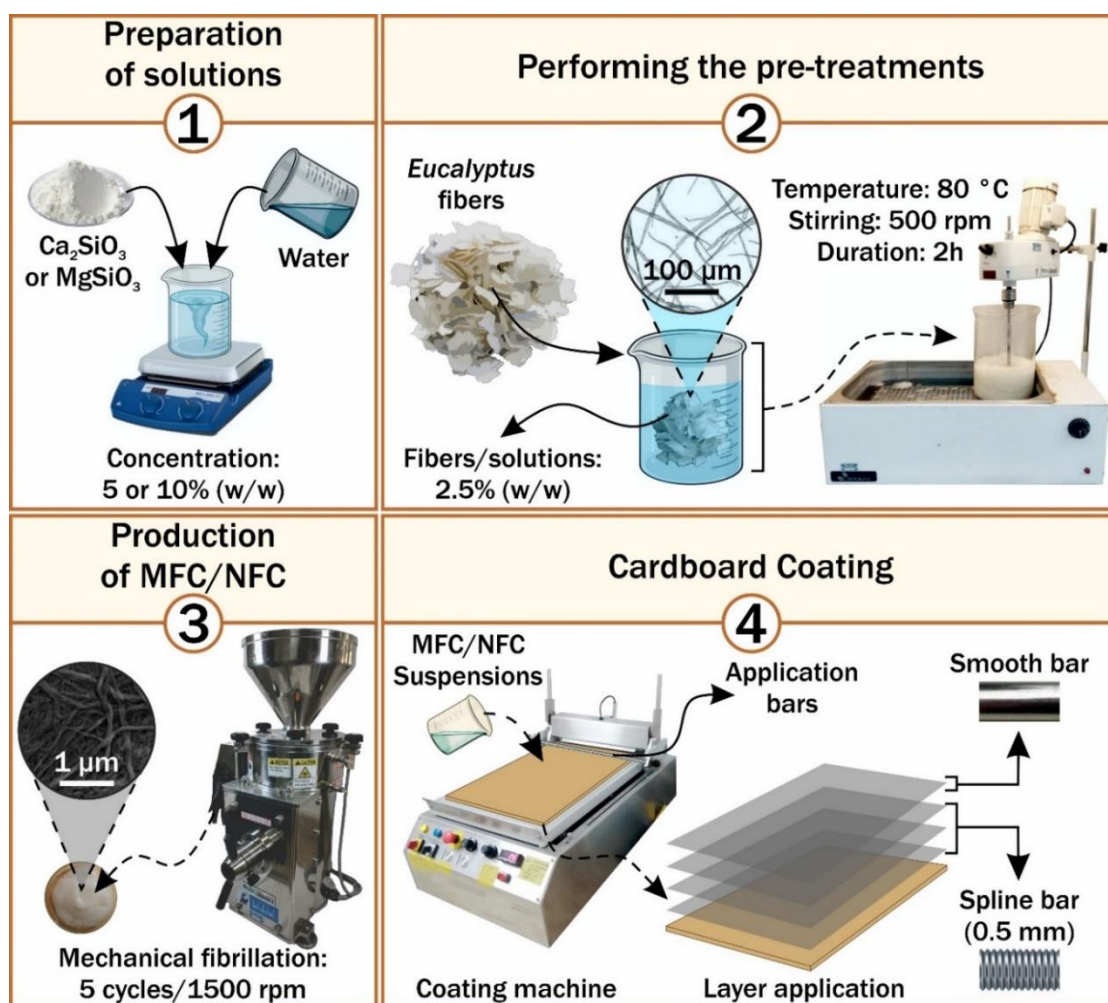 Preparation
of solutions
1
Ca₂SiO₃
or MgSiO₃
Water
Concentration:
5 or 10% (w/w)
Performing the pre-treatments
2
Eucalyptus
fibers
100 µm
Temperature: 80 °C
Stirring: 500 rpm
Duration: 2h
Fibers/solutions:
2.5% (w/w)
Production
of MFC/NFC
3
1 µm
Mechanical fibrillation:
5 cycles/1500 rpm
Cardboard Coating
4
MFC/NFC
Suspensions
Application
bars
Smooth bar
Spline bar
(0.5 mm)
Coating machine
Layer application